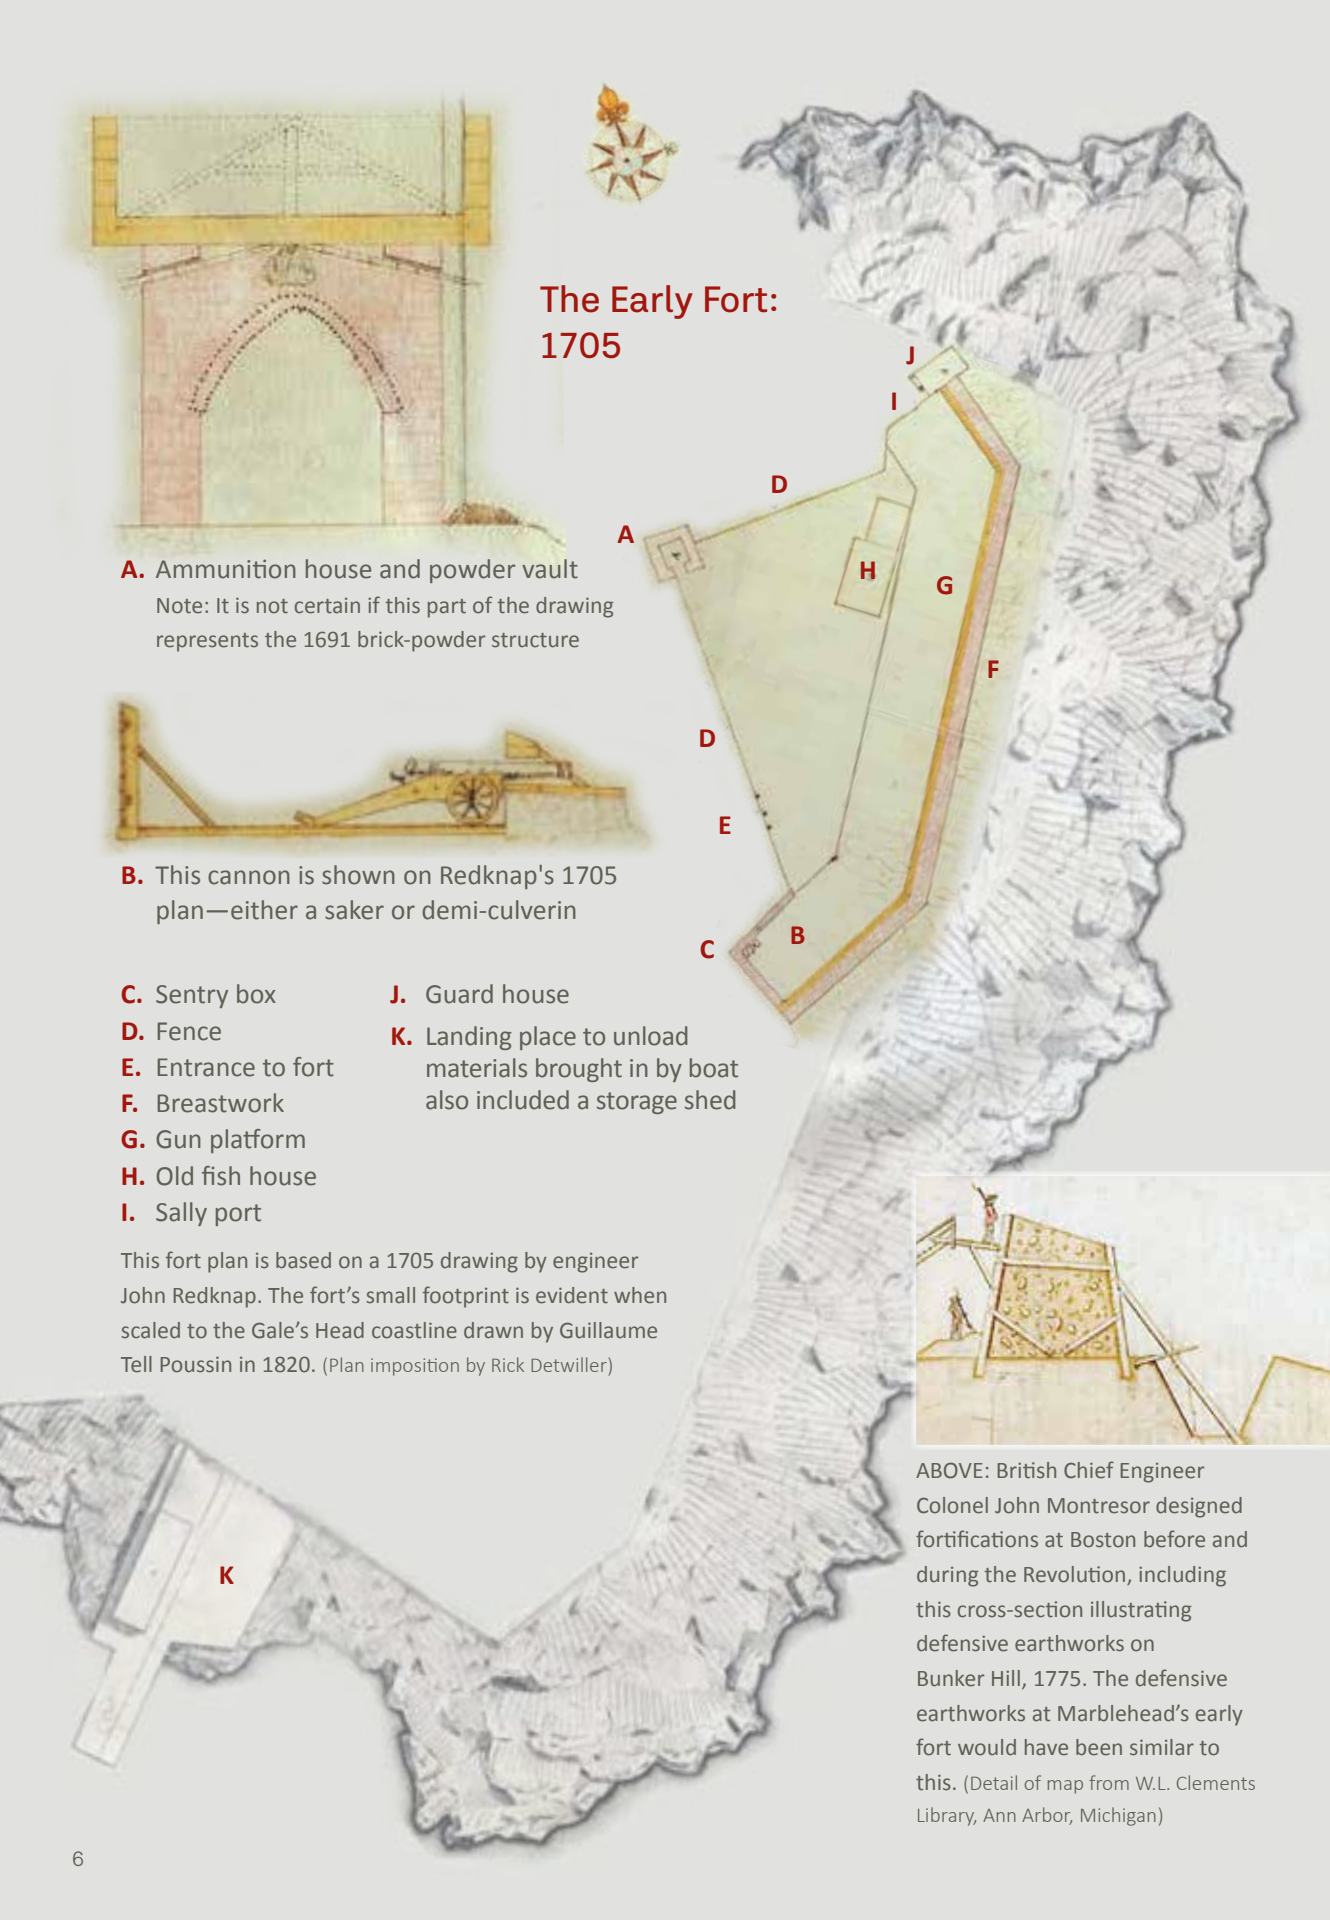 The Early Fort:
1705
A. Ammunition house and powder vault
Note: It is not certain if this part of the drawing
represents the 1691 brick-powder structure
B. This cannon is shown on Redknap's 1705
plan—either a saker or demi-culverin
C. Sentry box
D. Fence
E. Entrance to fort
F. Breastwork
G. Gun platform
H. Old fish house
I. Sally port
J. Guard house
K. Landing place to unload
materials brought in by boat
also included a storage shed
This fort plan is based on a 1705 drawing by engineer
John Redknap. The fort’s small footprint is evident when
scaled to the Gale’s Head coastline drawn by Guillaume
Tell Poussin in 1820. (Plan imposition by Rick Detwiller)
J
I
D
A
H
G
F
D
E
B
C
K
ABOVE: British Chief Engineer
Colonel John Montresor designed
fortifications at Boston before and
during the Revolution, including
this cross-section illustrating
defensive earthworks on
Bunker Hill, 1775. The defensive
earthworks at Marblehead’s early
fort would have been similar to
this. (Detail of map from W.L. Clements
Library, Ann Arbor, Michigan)
6